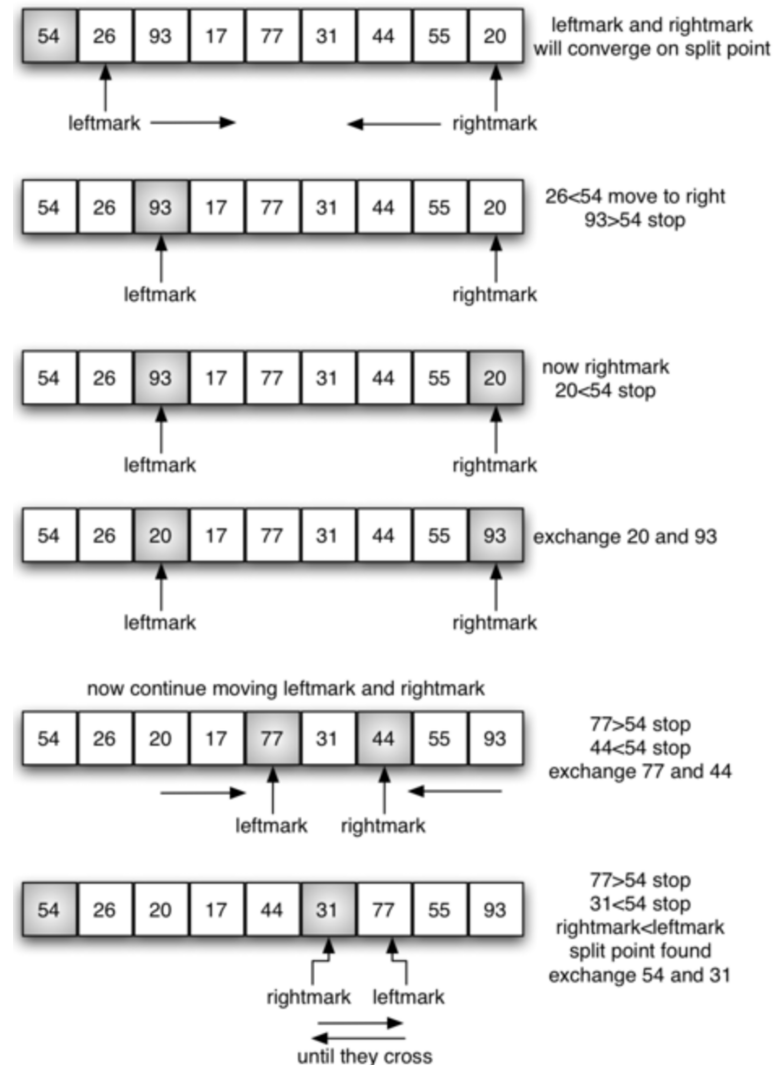 54 26 93 17 77 31 44 55 20
leftmark and rightmark
will converge on split point
leftmark rightmark
54 26 93 17 77 31 44 55 20
26<54 move to right
93>54 stop
leftmark rightmark
54 26 93 17 77 31 44 55 20
now rightmark
20<54 stop
leftmark rightmark
54 26 20 17 77 31 44 55 93
exchange 20 and 93
leftmark rightmark
now continue moving leftmark and rightmark
54 26 20 17 77 31 44 55 93
77>54 stop
44<54 stop
exchange 77 and 44
leftmark rightmark
54 26 20 17 44 31 77 55 93
77>54 stop
31<54 stop
rightmark<leftmark
split point found
exchange 54 and 31
rightmark leftmark
until they cross